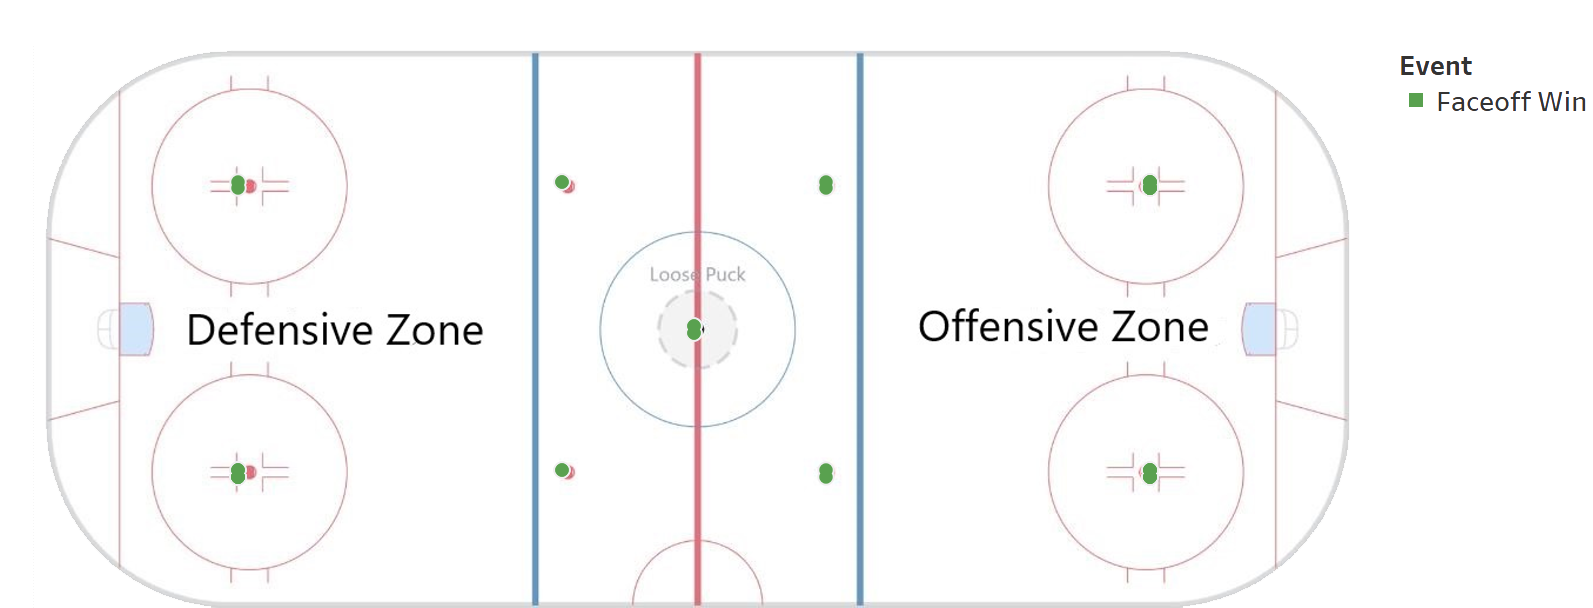 Event
Faceoff Win
Loose Puck
Defensive Zone
Offensive Zone